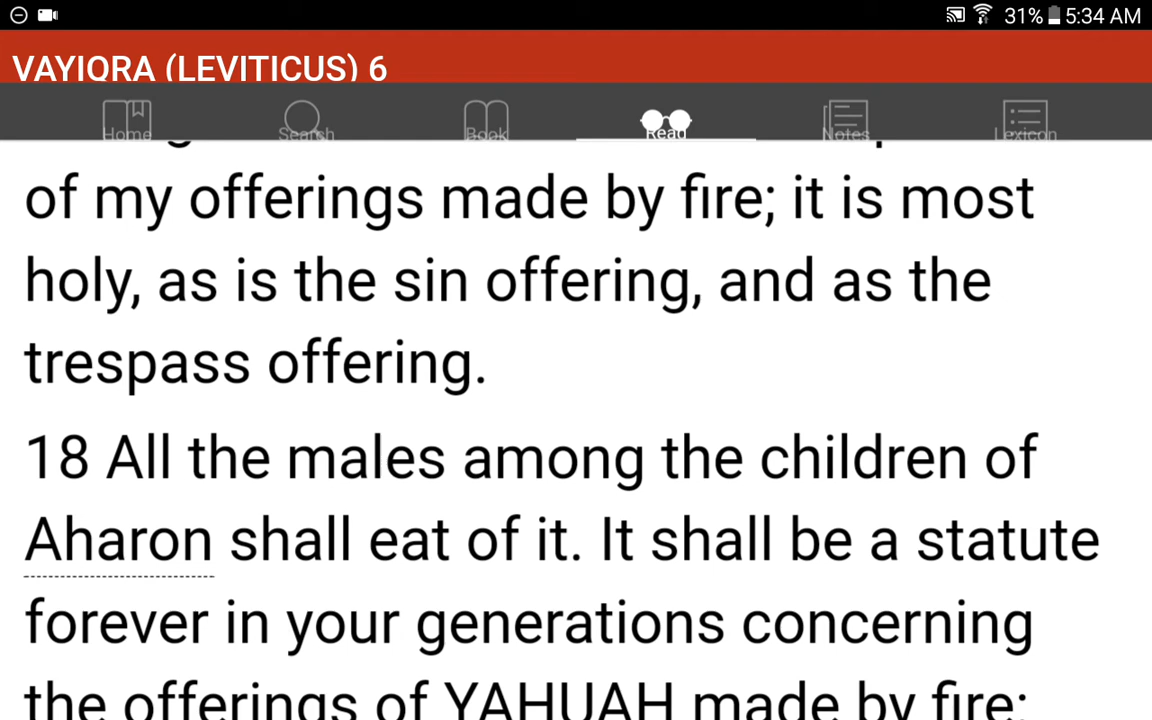 31% 5:34 AM
VAYIQRA (LEVITICUS) 6
Home Search Book Read Notes Lexicon
of my offerings made by fire; it is most
holy, as is the sin offering, and as the
trespass offering.
18 All the males among the children of
Aharon shall eat of it. It shall be a statute
forever in your generations concerning
the offerings of YAHUAH made by fire: